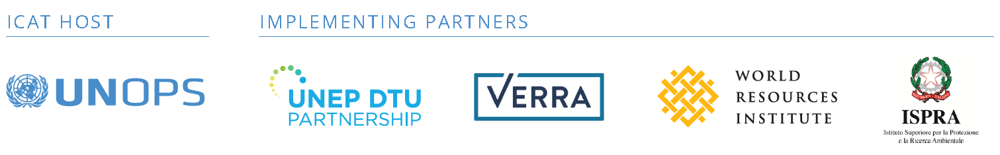 ICAT HOST
IMPLEMENTING PARTNERS
UNOPS
UNEP DTU
PARTNERSHIP
VERRA
WORLD
RESOURCES
INSTITUTE
ISPRA
Istituto Superiore per la Protezione
e la Ricerca Ambientale